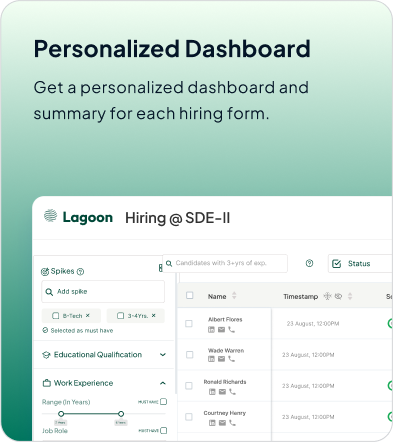 Personalized Dashboard
Get a personalized dashboard and
summary for each hiring form.
Lagoon Hiring @ SDE-II
Spikes
Candidates with 3+yrs of exp.
Status
Add spike
B-Tech × 3-4Yrs. ×
Selected as must have
Name Timestamp
Albert Flores 23 August, 12:00PM
Educational Qualification
Wade Warren 23 August, 12:00PM
Work Experience
Ronald Richards 23 August, 12:00PM
Range (In Years) MUST HAVE
Courtney Henry 23 August, 12:00PM
Job Role MUST HAVE